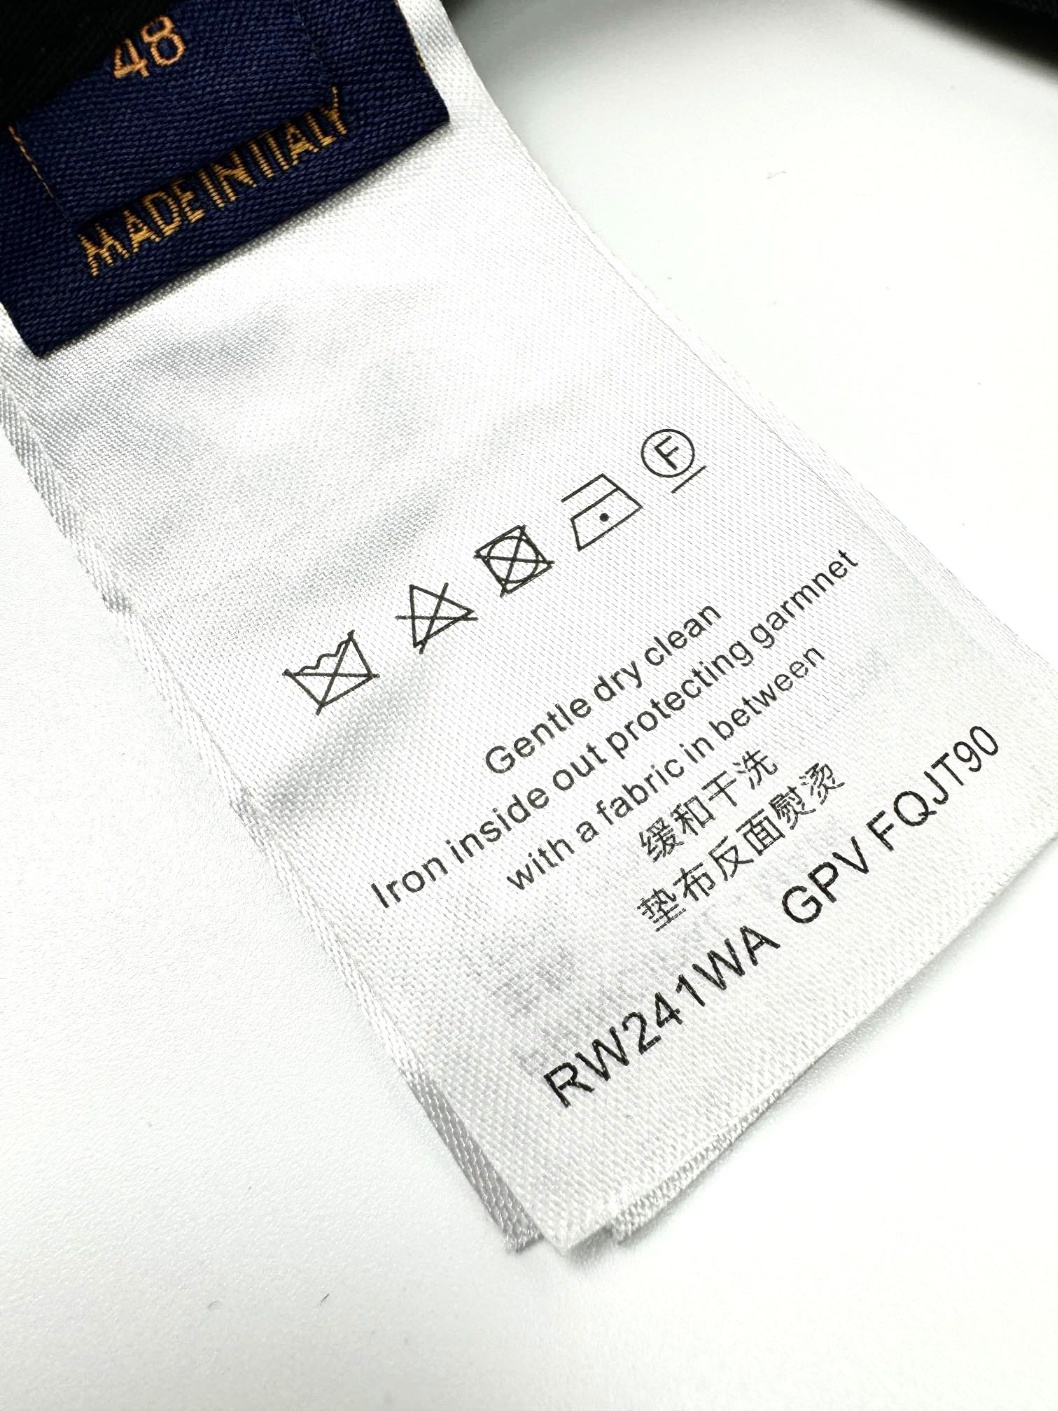 48
MADE IN ITALY
F
Gentle dry clean
Iron inside out protecting garmnet
with a fabric in between
缓和干洗
垫布反面熨烫
RW241WA GPV FQJT90